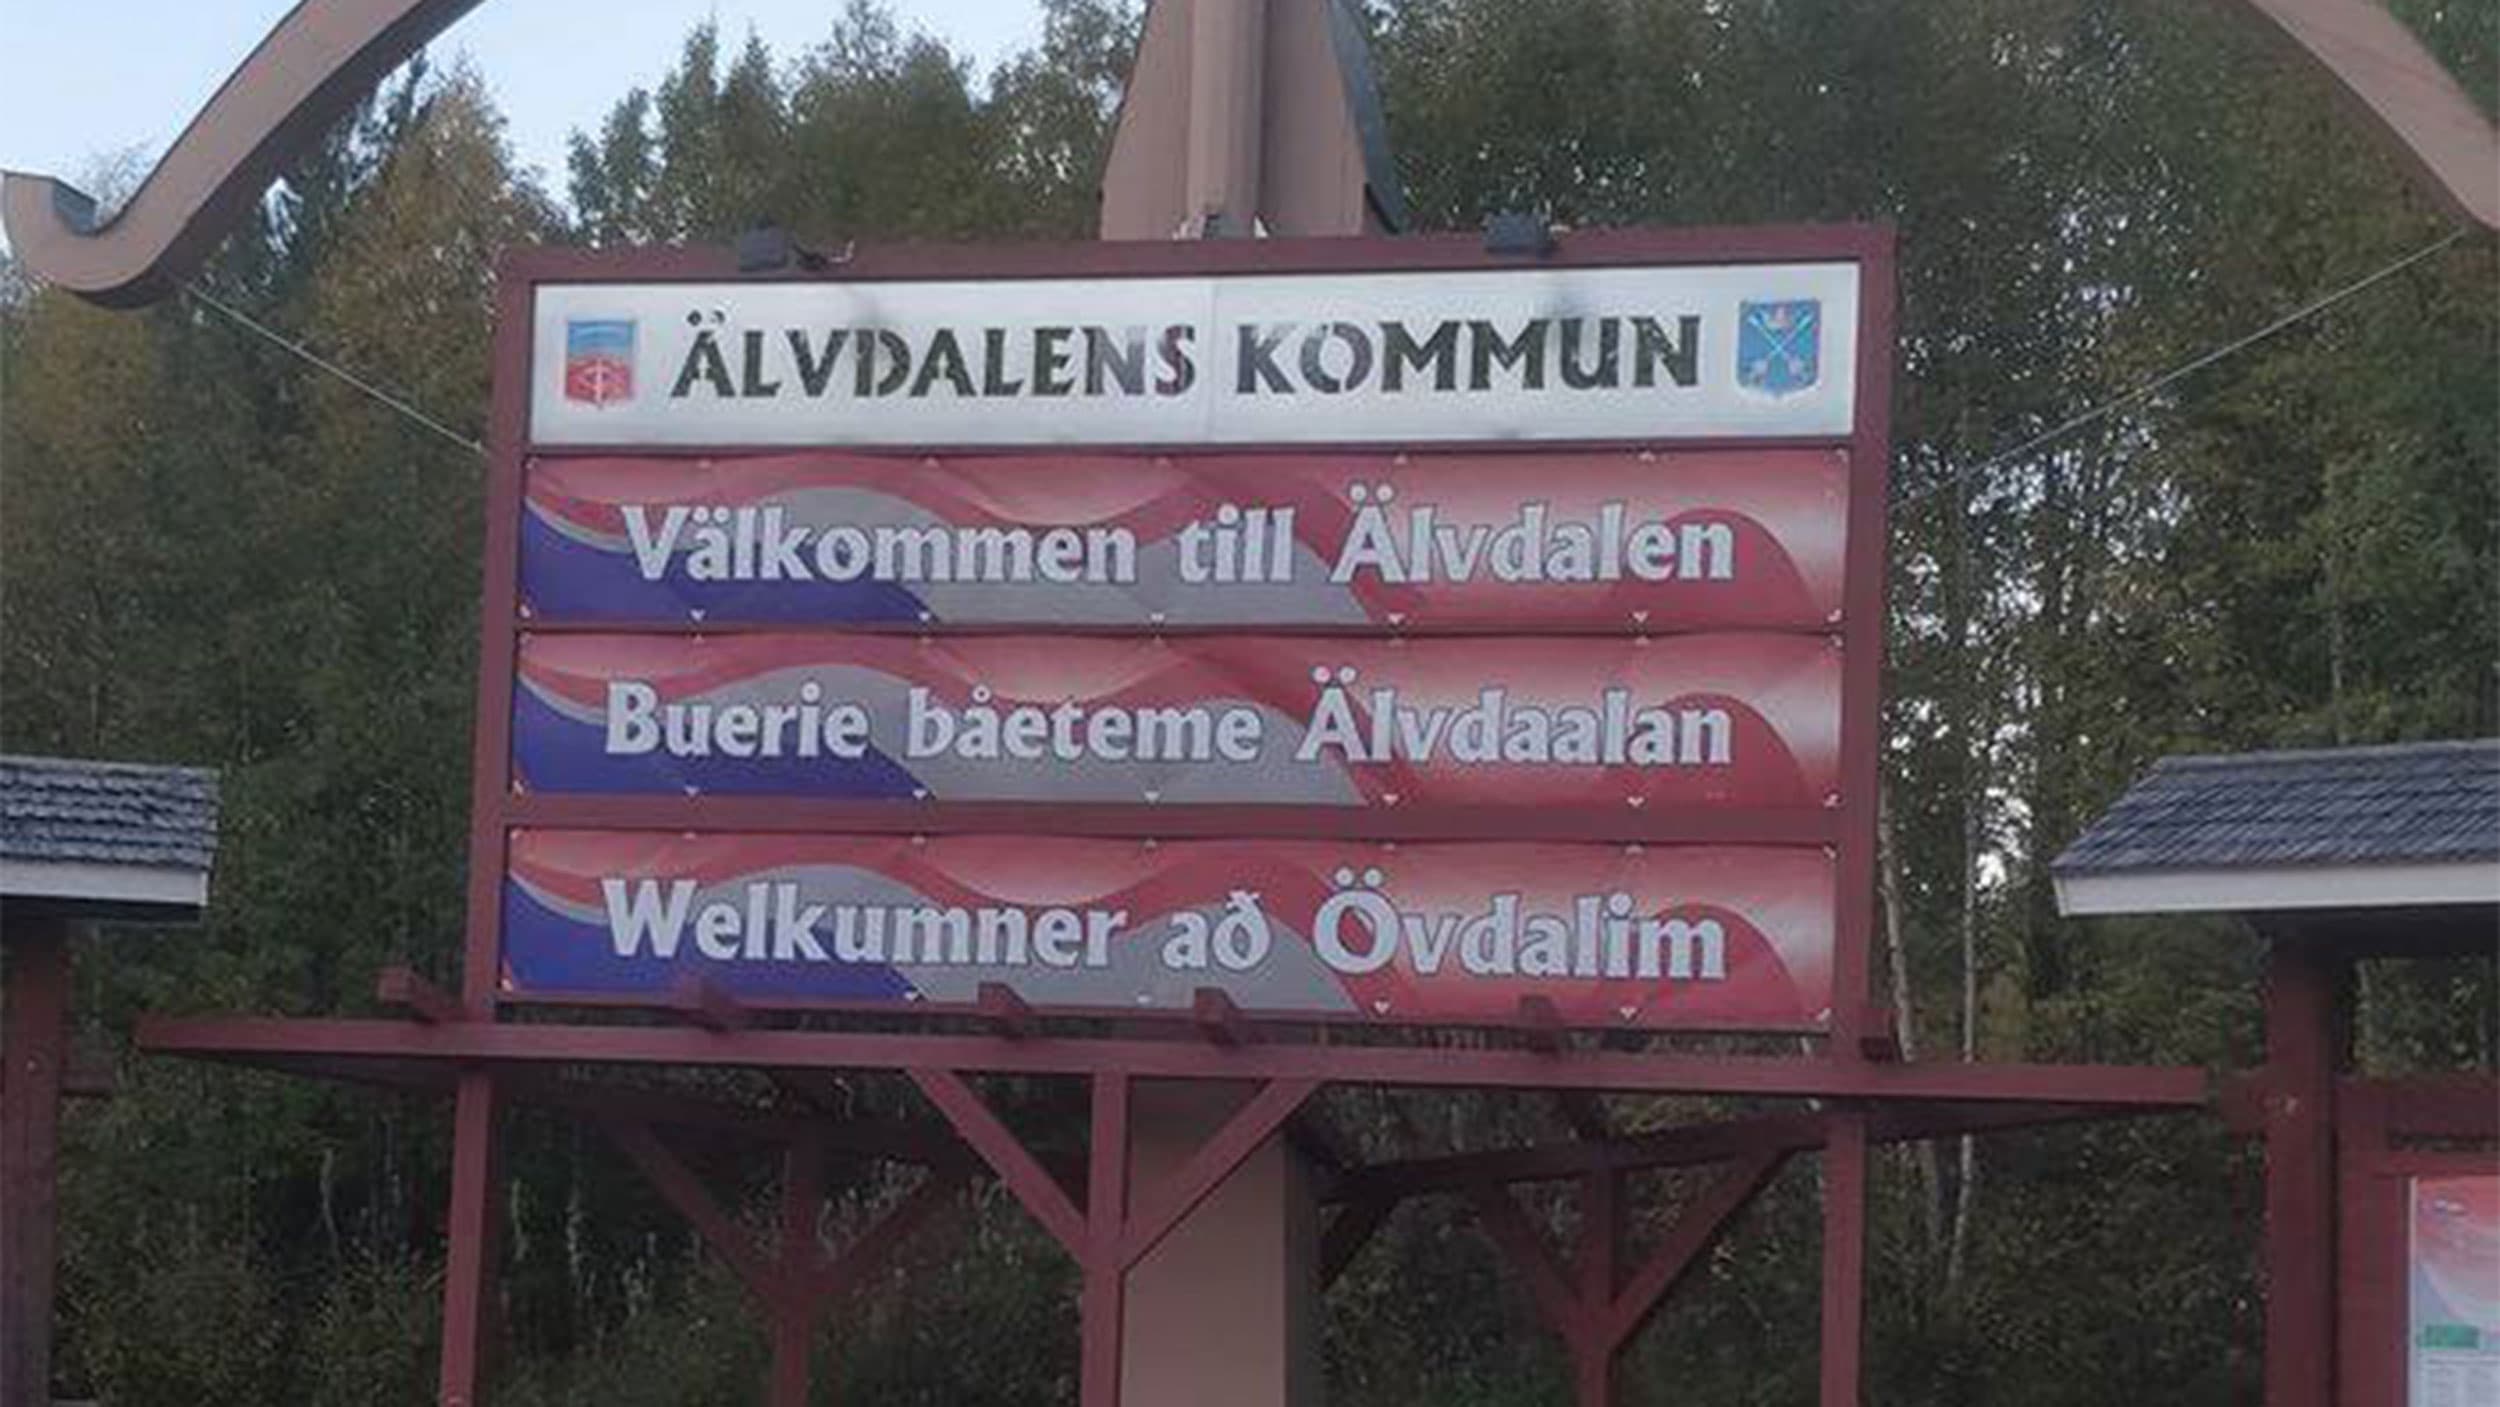 ÄLVDALENS KOMMUN
Välkommen till Älvdalen
Buerie båeteme Älvdaalan
Welkumner að Övdalim